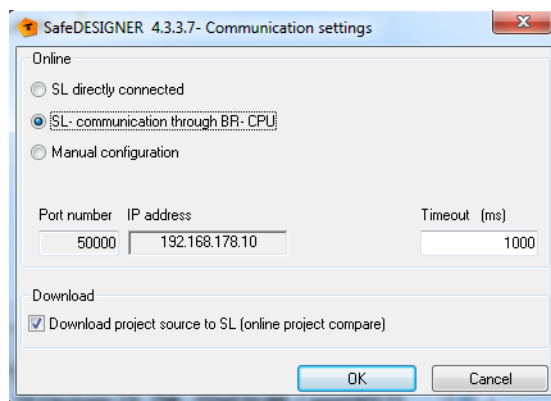 SafeDESIGNER 4.3.3.7- Communication settings
Online
SL directly connected
SL- communication through BR- CPU
Manual configuration
Port number IP address Timeout (ms)
50000 192.168.178.10 1000
Download
Download project source to SL (online project compare)
OK Cancel